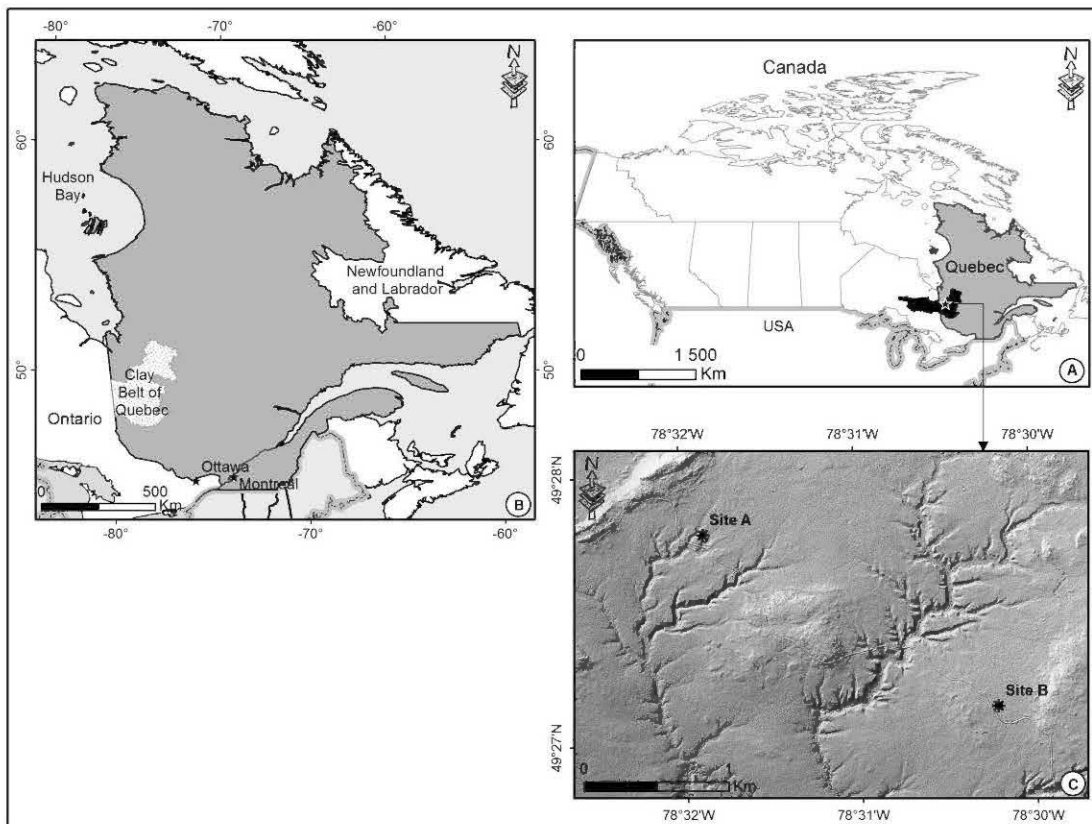 -80°
-70°
-60°
N
60°
Hudson
Bay
Newfoundland
and Labrador
50°
Clay
Belt of
Quebec
Ontario
Ottawa
Montreal
0
500
Km
B
-80°
-70°
-60°
60°
50°
Canada
N
Quebec
USA
0
1 500
Km
A
78°32'W
78°31'W
78°30'W
49°28'N
N
Site A
Site B
49°27'N
0
1
Km
C
78°32'W
78°31'W
78°30'W